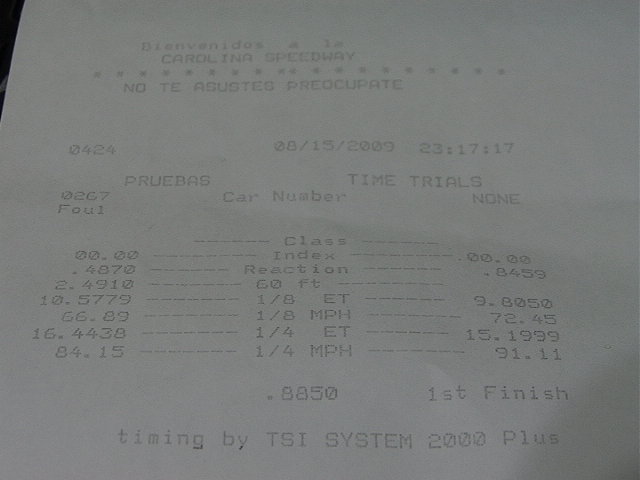 Bienvenidos a la
CAROLINA SPEEDWAY
* * * * * * * * * * * * * * * * * * *
NO TE ASUSTES PREOCUPATE
0424 08/15/2009 23:17:17
PRUEBAS TIME TRIALS
0267 Car Number NONE
Foul
------ Class ------
00.00 ------ Index ------ 00.00
.4870 ------ Reaction ------ .8459
2.4910 ------ 60 ft ------ 
10.5779 ------ 1/8 ET ------ 9.8050
66.89 ------ 1/8 MPH ------ 72.45
16.4438 ------ 1/4 ET ------ 15.1999
84.15 ------ 1/4 MPH ------ 91.11
.8850 1st Finish
timing by TSI SYSTEM 2000 Plus